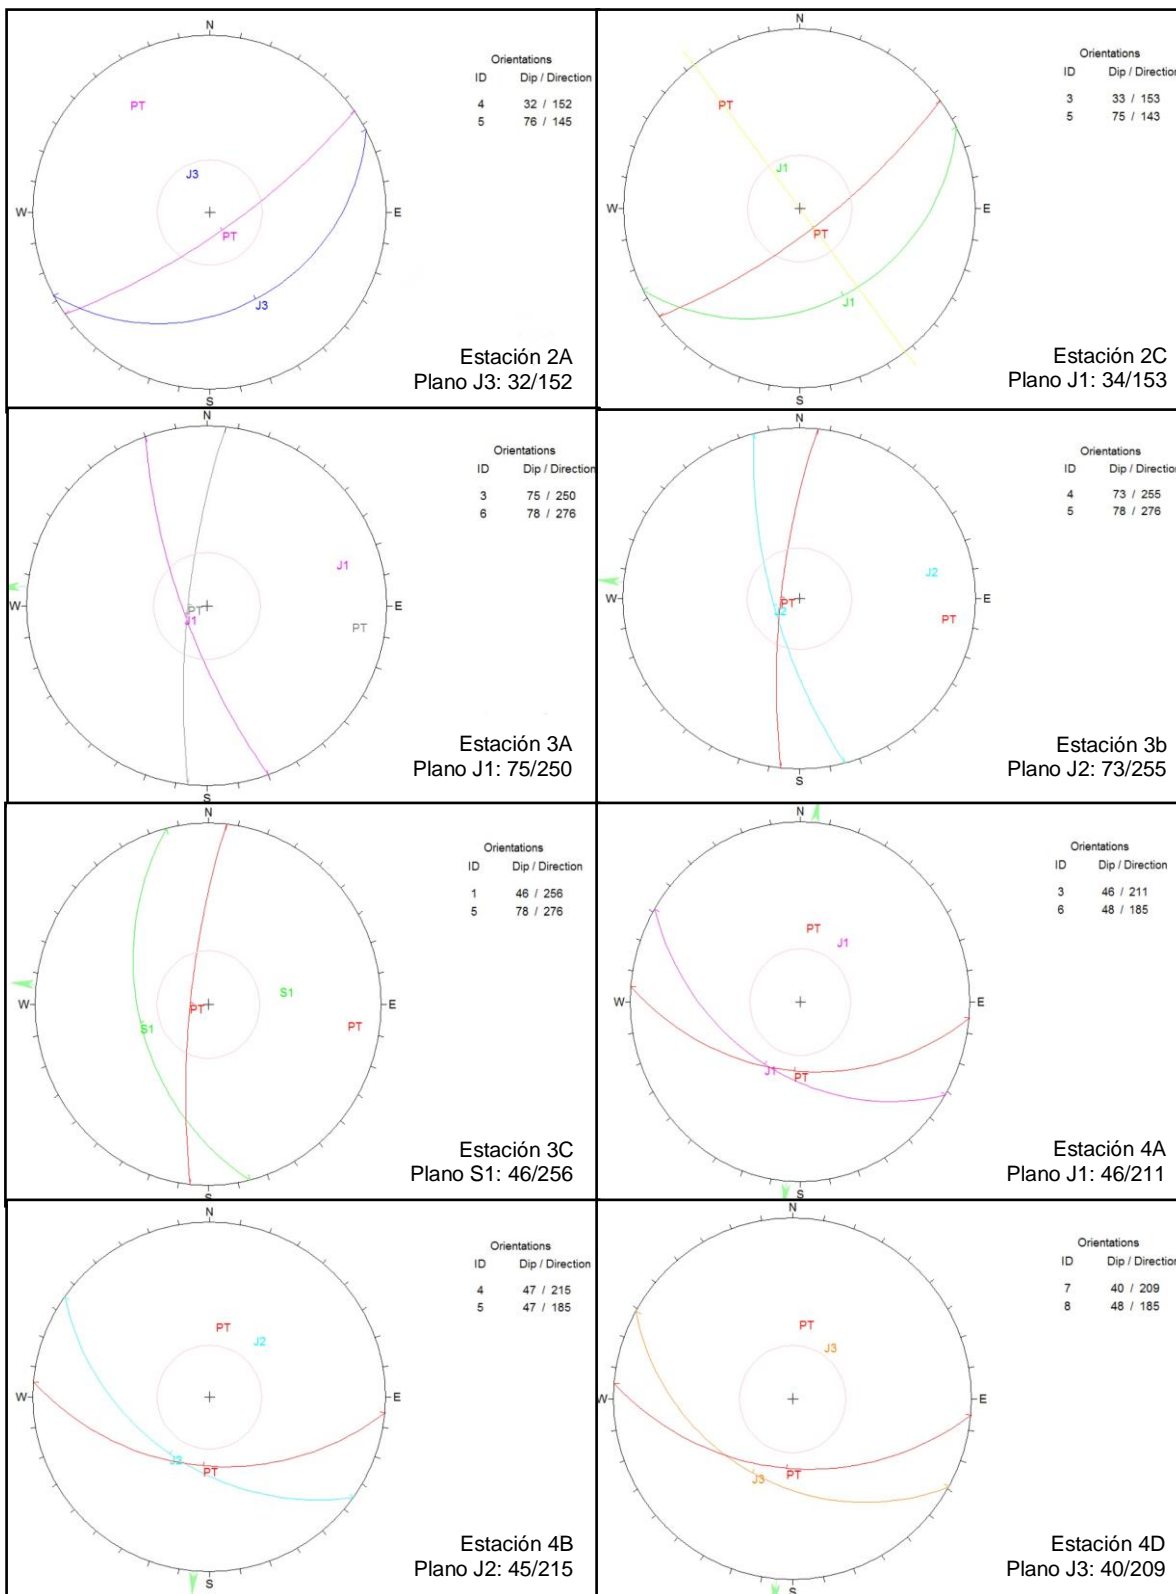 N
Orientations
ID Dip / Direction
4 32 / 152
5 76 / 145
PT
J3
W
E
PT
J3
S
Estación 2A
Plano J3: 32/152
N
Orientations
ID Dip / Direction
3 33 / 153
5 75 / 143
PT
J1
W
E
PT
J1
S
Estación 2C
Plano J1: 34/153
N
Orientations
ID Dip / Direction
3 75 / 250
6 78 / 276
J1
W
E
PT
J1
PT
S
Estación 3A
Plano J1: 75/250
N
Orientations
ID Dip / Direction
4 73 / 255
5 78 / 276
J2
W
E
PT
J2
PT
S
Estación 3b
Plano J2: 73/255
N
Orientations
ID Dip / Direction
1 46 / 256
5 78 / 276
S1
W
E
PT
S1
PT
S
Estación 3C
Plano S1: 46/256
N
Orientations
ID Dip / Direction
3 46 / 211
6 48 / 185
PT
J1
W
E
J1
PT
S
Estación 4A
Plano J1: 46/211
N
Orientations
ID Dip / Direction
4 47 / 215
5 47 / 185
PT
J2
W
E
J2
PT
S
Estación 4B
Plano J2: 45/215
N
Orientations
ID Dip / Direction
7 40 / 209
8 48 / 185
PT
J3
W
E
J3
PT
S
Estación 4D
Plano J3: 40/209